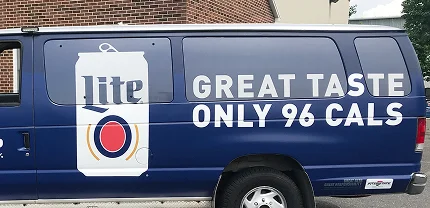 Lite
GREAT TASTE
ONLY 96 CALS